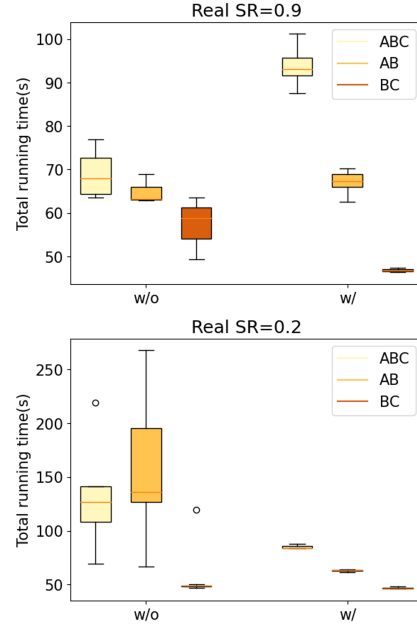 Real SR=0.9
Total running time(s)
100
90
80
70
60
50
ABC
AB
BC
w/o w/
Real SR=0.2
Total running time(s)
250
200
150
100
50
ABC
AB
BC
w/o w/